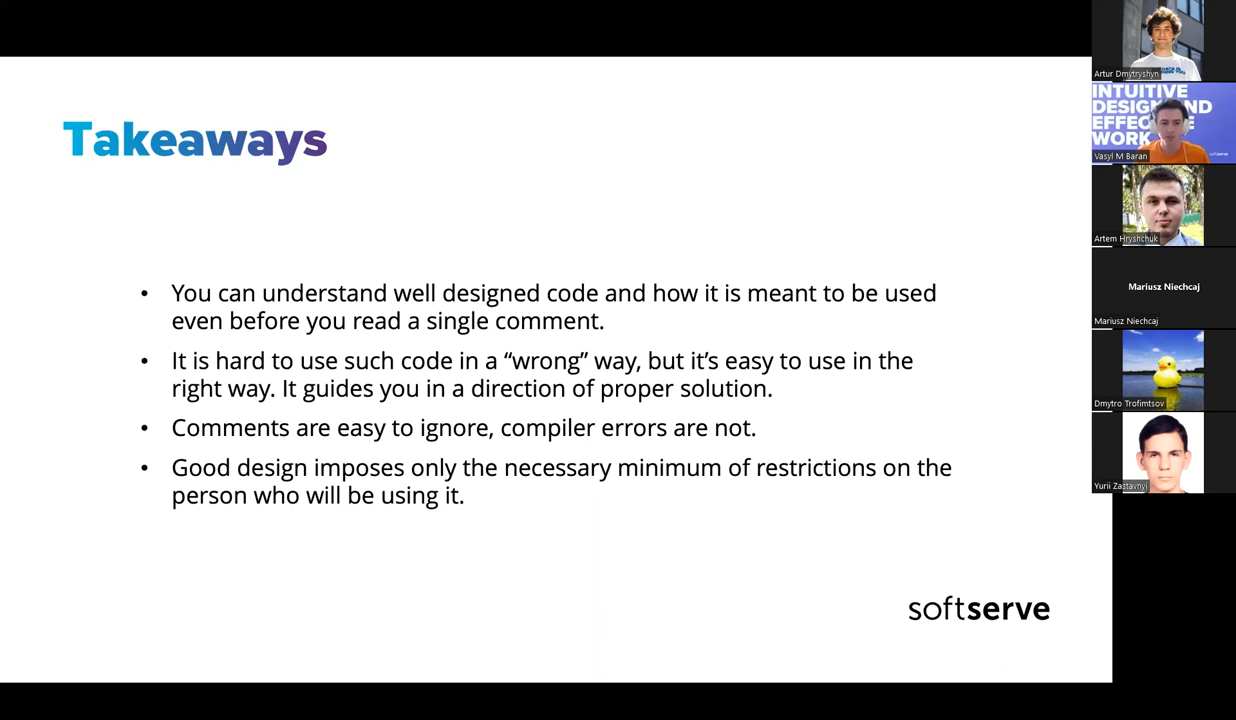 Takeaways
• You can understand well designed code and how it is meant to be used
even before you read a single comment.
• It is hard to use such code in a “wrong” way, but it’s easy to use in the
right way. It guides you in a direction of proper solution.
• Comments are easy to ignore, compiler errors are not.
• Good design imposes only the necessary minimum of restrictions on the
person who will be using it.
softserve
Artur Dmytryshyn
INTUITIVE
DESIGN AND
WORK
softserve
Vasyl M Baran
Artem Hryshchuk
Mariusz Niechcaj
Mariusz Niechcaj
Dmytro Trofimtsov
Yurii Zastavnyi